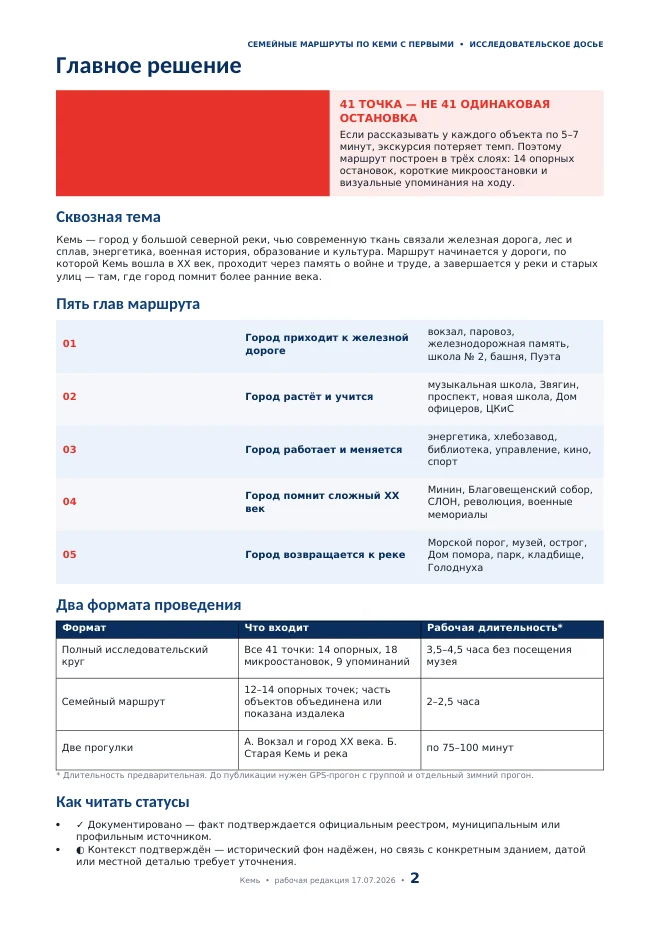 СЕМЕЙНЫЕ МАРШРУТЫ ПО КЕМИ С ПЕРВЫМИ • ИССЛЕДОВАТЕЛЬСКОЕ ДОСЬЕ
Главное решение
41 ТОЧКА — НЕ 41 ОДИНАКОВАЯ
ОСТАНОВКА
Если рассказывать у каждого объекта по 5–7
минут, экскурсия потеряет темп. Поэтому
маршрут построен в трёх слоях: 14 опорных
остановок, короткие микроостановки и
визуальные упоминания на ходу.
Сквозная тема
Кемь — город у большой северной реки, чью современную ткань связали железная дорога, лес и
сплав, энергетика, военная история, образование и культура. Маршрут начинается у дороги, по
которой Кемь вошла в XX век, проходит через память о войне и труде, а завершается у реки и старых
улиц — там, где город помнит более ранние века.
Пять глав маршрута
01
Город приходит к железной
дороге
вокзал, паровоз,
железнодорожная память,
школа № 2, башня, Пуэта
02
Город растёт и учится
музыкальная школа, Звягин,
проспект, новая школа, Дом
офицеров, ЦКиС
03
Город работает и меняется
энергетика, хлебозавод,
библиотека, управление, кино,
спорт
04
Город помнит сложный XX
век
Минин, Благовещенский собор,
СЛОН, революция, военные
мемориалы
05
Город возвращается к реке
Морской порог, музей, острог,
Дом помора, парк, кладбище,
Голоднуха
Два формата проведения
Формат
Что входит
Рабочая длительность*
Полный исследовательский
круг
Все 41 точки: 14 опорных, 18
микроостановок, 9 упоминаний
3,5–4,5 часа без посещения
музея
Семейный маршрут
12–14 опорных точек; часть
объектов объединена или
показана издалека
2–2,5 часа
Две прогулки
А. Вокзал и город XX века. Б.
Старая Кемь и река
по 75–100 минут
* Длительность предварительная. До публикации нужен GPS-прогон с группой и отдельный зимний прогон.
Как читать статусы
• ✓ Документировано — факт подтверждается официальным реестром, муниципальным или
профильным источником.
• ◐ Контекст подтверждён — исторический фон надёжен, но связь с конкретным зданием, датой
или местной деталью требует уточнения.
Кемь • рабочая редакция 17.07.2026 • 2